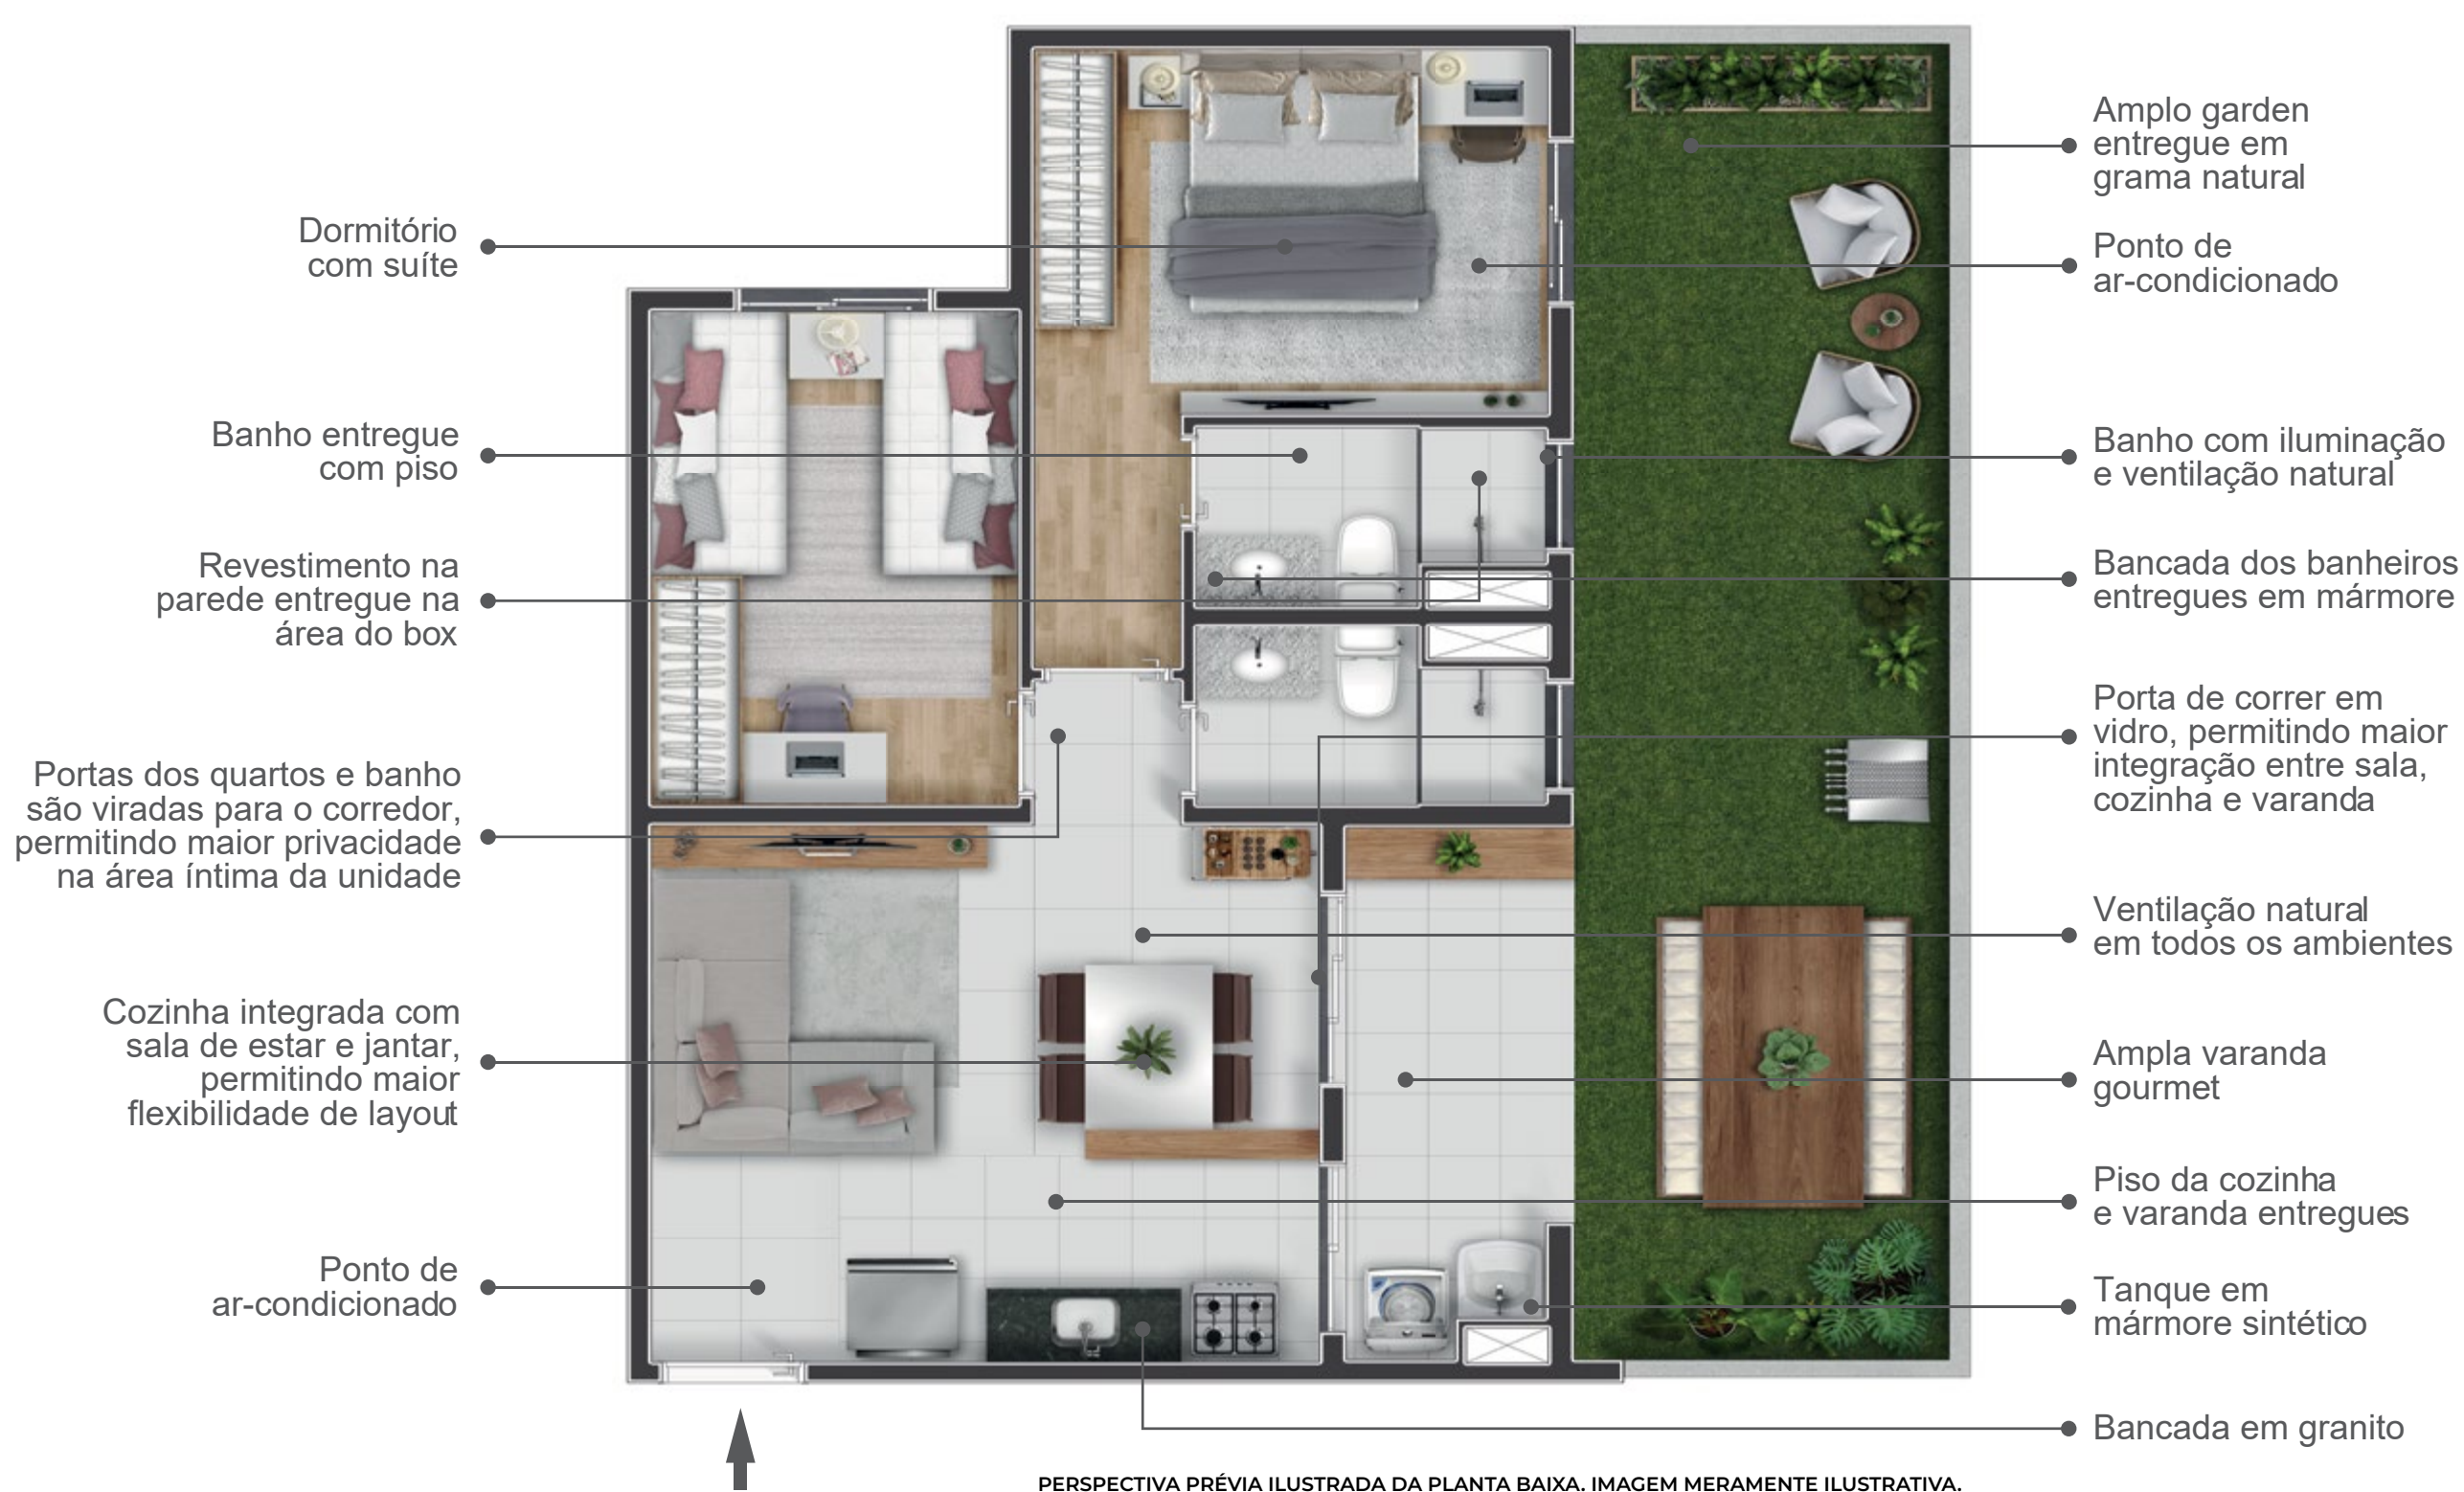 Dormitório
com suíte
Banho entregue
com piso
Revestimento na
parede entregue na
área do box
Portas dos quartos e banho
são viradas para o corredor,
permitindo maior privacidade
na área íntima da unidade
Cozinha integrada com
sala de estar e jantar,
permitindo maior
flexibilidade de layout
Ponto de
ar-condicionado
Amplo garden
entregue em
grama natural
Ponto de
ar-condicionado
Banho com iluminação
e ventilação natural
Bancada dos banheiros
entregues em mármore
Porta de correr em
vidro, permitindo maior
integração entre sala,
cozinha e varanda
Ventilação natural
em todos os ambientes
Ampla varanda
gourmet
Piso da cozinha
e varanda entregues
Tanque em
mármore sintético
Bancada em granito
PERSPECTIVA PRÉVIA ILUSTRADA DA PLANTA BAIXA. IMAGEM MERAMENTE ILUSTRATIVA.